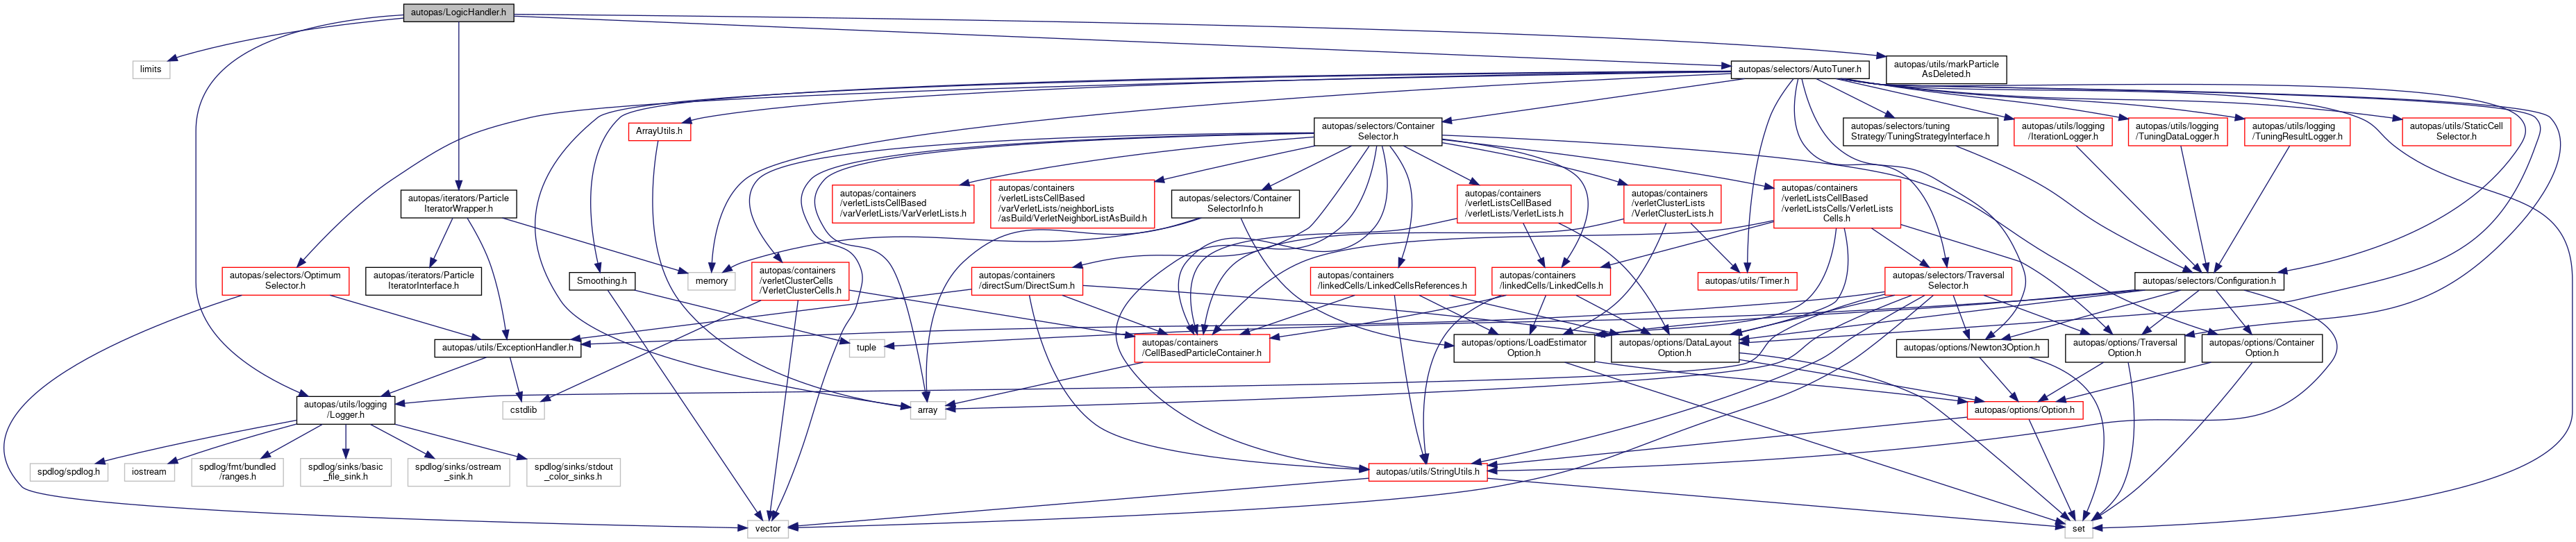 autopas/LogicHandler.h
limits
autopas/selectors/AutoTuner.h
autopas/utils/markParticle
AsDeleted.h
ArrayUtils.h
autopas/selectors/Container
Selector.h
autopas/selectors/tuning
Strategy/TuningStrategyInterface.h
autopas/utils/logging
/IterationLogger.h
autopas/utils/logging
/TuningDataLogger.h
autopas/utils/logging
/TuningResultLogger.h
autopas/utils/StaticCell
Selector.h
autopas/iterators/Particle
IteratorWrapper.h
autopas/containers
/verletListsCellBased
/varVerletLists/VarVerletLists.h
autopas/containers
/verletListsCellBased
/varVerletLists/neighborLists
/asBuild/VerletNeighborListAsBuild.h
autopas/selectors/Container
SelectorInfo.h
autopas/containers
/verletListsCellBased
/verletLists/VerletLists.h
autopas/containers
/verletClusterLists
/VerletClusterLists.h
autopas/containers
/verletListsCellBased
/verletListsCells/VerletLists
Cells.h
autopas/selectors/Optimum
Selector.h
autopas/iterators/Particle
IteratorInterface.h
Smoothing.h
memory
autopas/containers
/verletClusterCells
/VerletClusterCells.h
autopas/containers
/directSum/DirectSum.h
autopas/containers
/linkedCells/LinkedCellsReferences.h
autopas/containers
/linkedCells/LinkedCells.h
autopas/utils/Timer.h
autopas/selectors/Traversal
Selector.h
autopas/selectors/Configuration.h
autopas/utils/ExceptionHandler.h
tuple
autopas/containers
/CellBasedParticleContainer.h
autopas/options/LoadEstimator
Option.h
autopas/options/DataLayout
Option.h
autopas/options/Newton3Option.h
autopas/options/Traversal
Option.h
autopas/options/Container
Option.h
autopas/utils/logging
/Logger.h
cstdlib
array
autopas/options/Option.h
spdlog/spdlog.h
iostream
spdlog/fmt/bundled
/ranges.h
spdlog/sinks/basic
_file_sink.h
spdlog/sinks/ostream
_sink.h
spdlog/sinks/stdout
_color_sinks.h
autopas/utils/StringUtils.h
vector
set